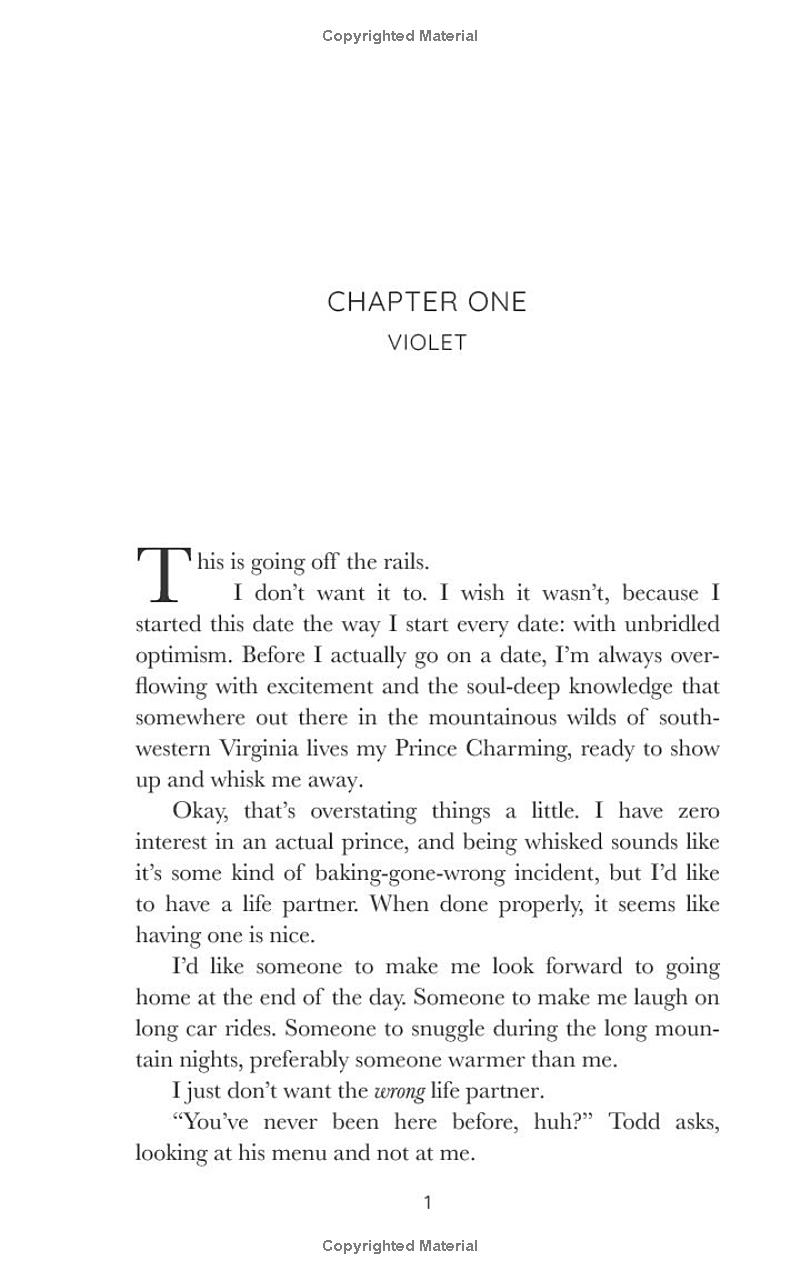 Copyrighted Material
CHAPTER ONE
VIOLET
This is going off the rails.
I don’t want it to. I wish it wasn’t, because I
started this date the way I start every date: with unbridled
optimism. Before I actually go on a date, I’m always over-
flowing with excitement and the soul-deep knowledge that
somewhere out there in the mountainous wilds of south-
western Virginia lives my Prince Charming, ready to show
up and whisk me away.
Okay, that’s overstating things a little. I have zero
interest in an actual prince, and being whisked sounds like
it’s some kind of baking-gone-wrong incident, but I’d like
to have a life partner. When done properly, it seems like
having one is nice.
I’d like someone to make me look forward to going
home at the end of the day. Someone to make me laugh on
long car rides. Someone to snuggle during the long moun-
tain nights, preferably someone warmer than me.
I just don’t want the wrong life partner.
“You’ve never been here before, huh?” Todd asks,
looking at his menu and not at me.
1
Copyrighted Material